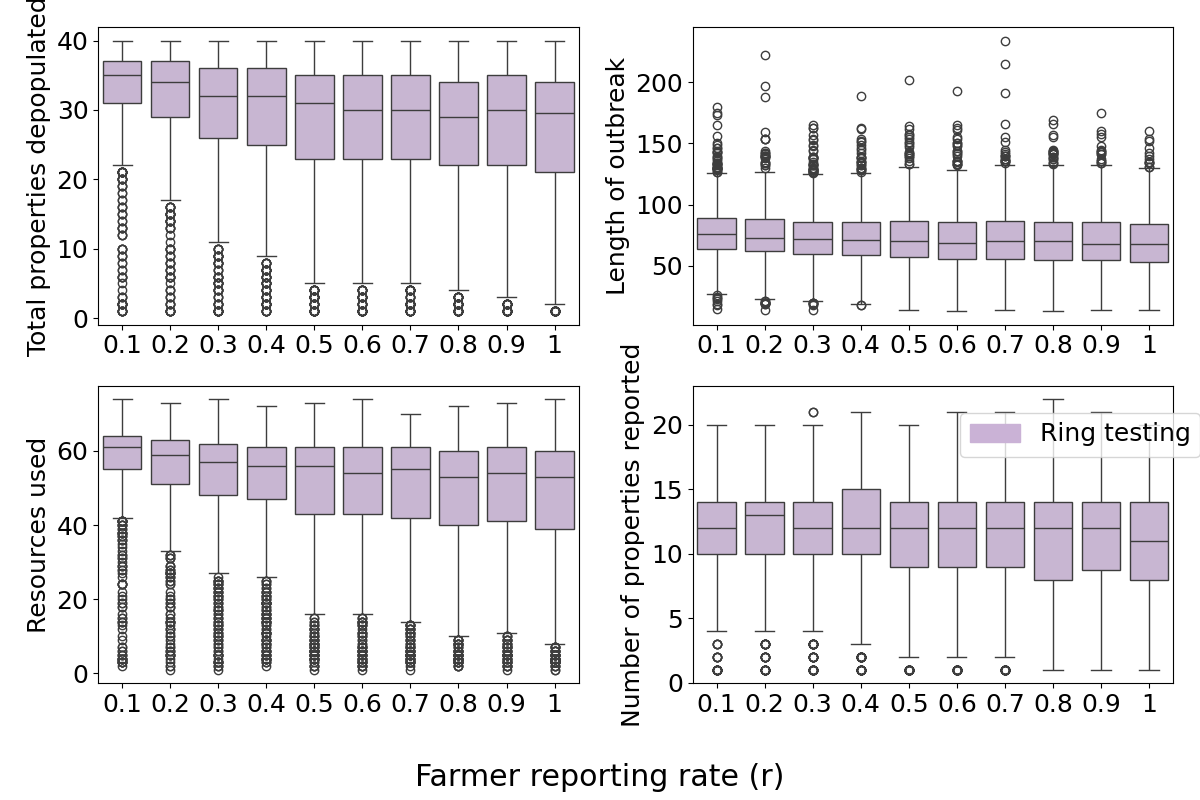 Total properties depopulated
40
30
20
10
0
0.1 0.2 0.3 0.4 0.5 0.6 0.7 0.8 0.9 1
Length of outbreak
200
150
100
50
0.1 0.2 0.3 0.4 0.5 0.6 0.7 0.8 0.9 1
Resources used
60
40
20
0
0.1 0.2 0.3 0.4 0.5 0.6 0.7 0.8 0.9 1
Number of properties reported
20
15
10
5
0
Ring testing
0.1 0.2 0.3 0.4 0.5 0.6 0.7 0.8 0.9 1
Farmer reporting rate (r)